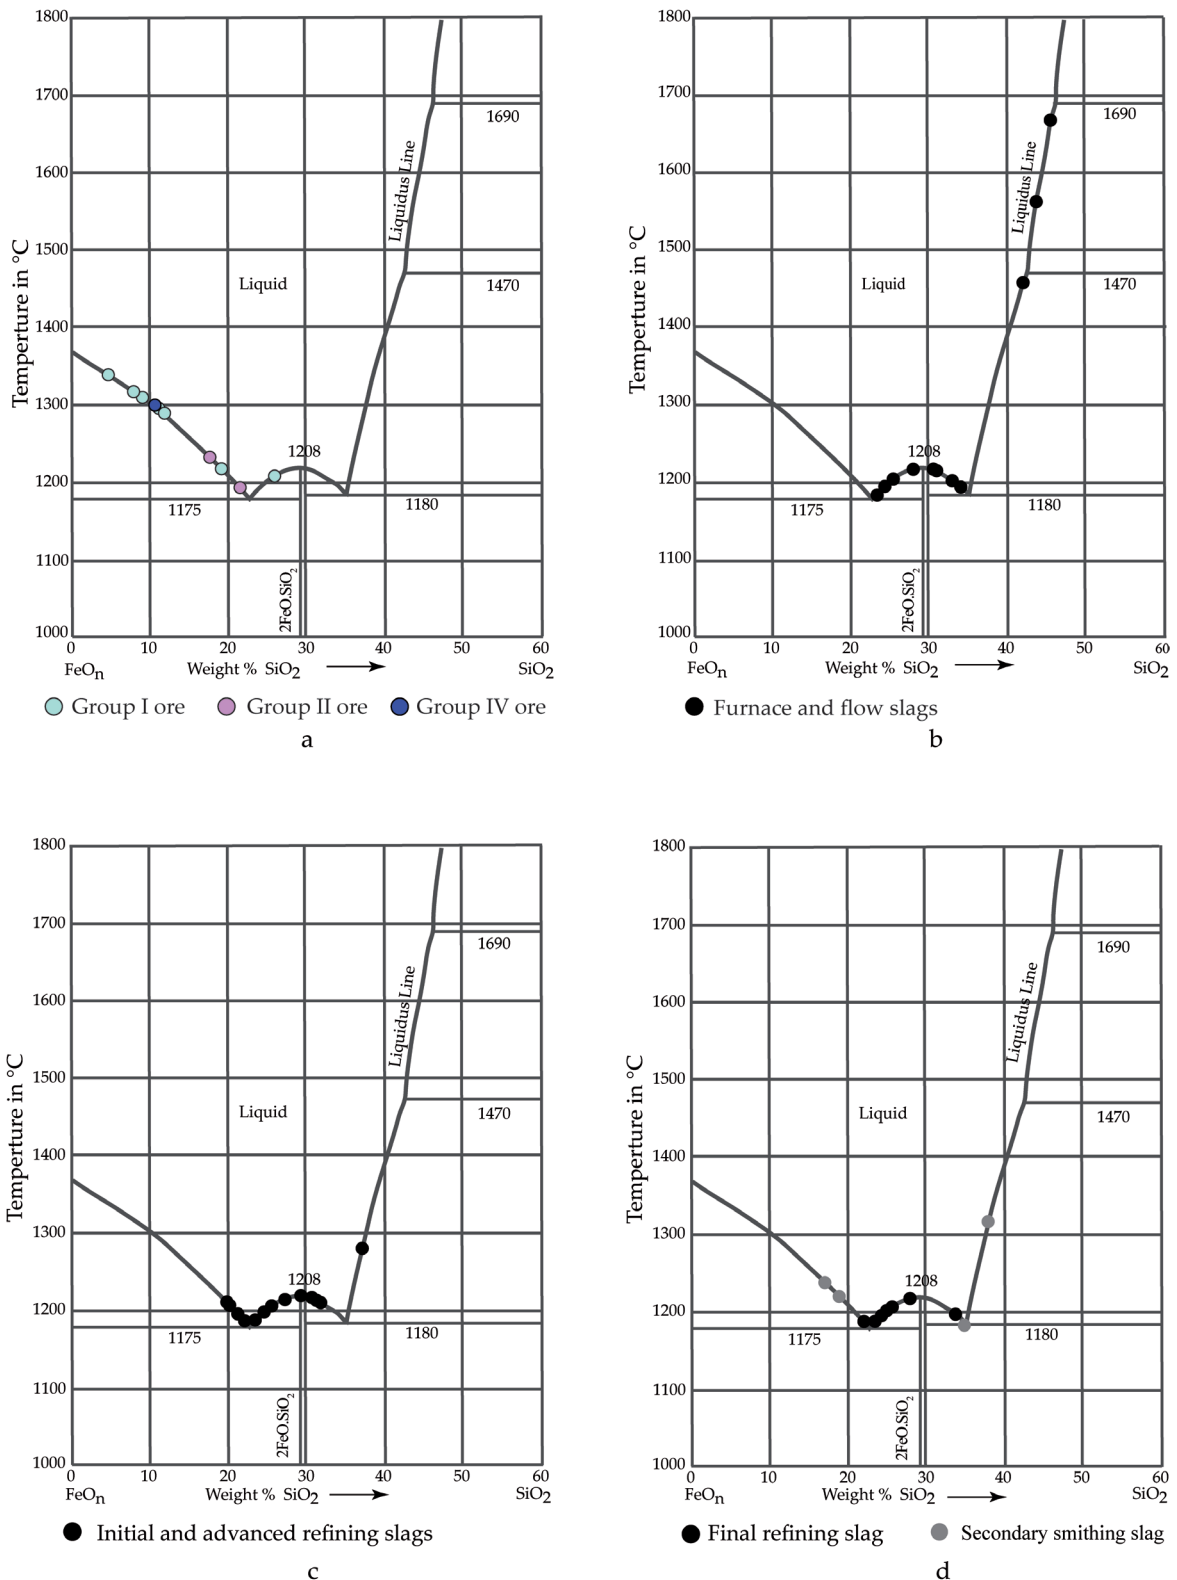 1800
1700
1600
1500
1400
1300
1200
1100
1000
Temperture in °C
Liquidus Line
Liquid
1690
1470
1208
1175
1180
2FeO.SiO2
0 10 20 30 40 50 60
FeOn Weight % SiO2 SiO2
Group I ore Group II ore Group IV ore
a
1800
1700
1600
1500
1400
1300
1200
1100
1000
Temperture in °C
Liquidus Line
Liquid
1690
1470
1208
1175
1180
2FeO.SiO2
0 10 20 30 40 50 60
FeOn Weight % SiO2 SiO2
Furnace and flow slags
b
1800
1700
1600
1500
1400
1300
1200
1100
1000
Temperture in °C
Liquidus Line
Liquid
1690
1470
1208
1175
1180
2FeO.SiO2
0 10 20 30 40 50 60
FeOn Weight % SiO2 SiO2
Initial and advanced refining slags
c
1800
1700
1600
1500
1400
1300
1200
1100
1000
Temperture in °C
Liquidus Line
Liquid
1690
1470
1208
1175
1180
2FeO.SiO2
0 10 20 30 40 50 60
FeOn Weight % SiO2 SiO2
Final refining slag Secondary smithing slag
d